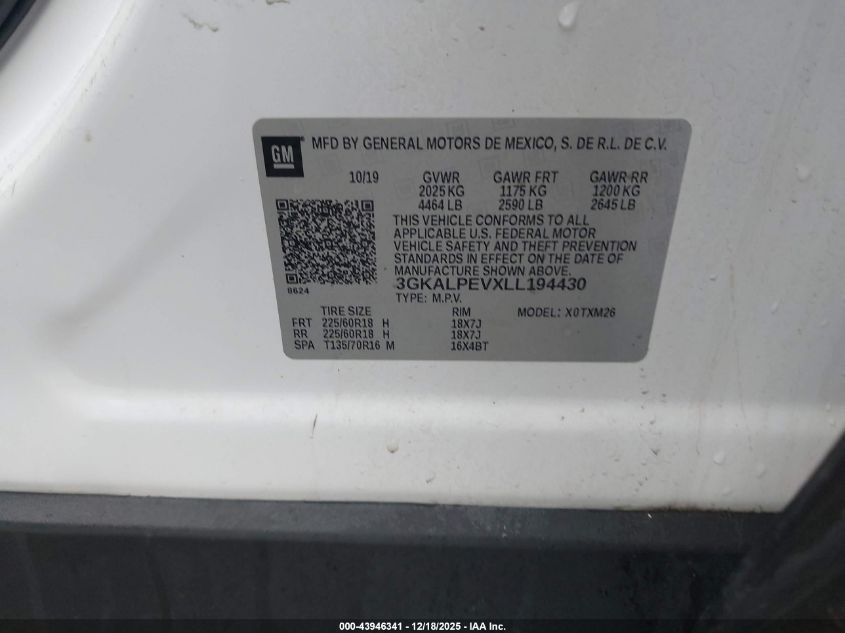 GM
MFD BY GENERAL MOTORS DE MEXICO, S. DE R.L. DE C.V.
10/19 GVWR GAWR FRT GAWR RR
2025 KG 1175 KG 1200 KG
4464 LB 2590 LB 2645 LB
THIS VEHICLE CONFORMS TO ALL
APPLICABLE U.S. FEDERAL MOTOR
VEHICLE SAFETY AND THEFT PREVENTION
STANDARDS IN EFFECT ON THE DATE OF
MANUFACTURE SHOWN ABOVE.
8624 3GKALPEVXLL194430
TYPE: M.P.V.
TIRE SIZE RIM MODEL: X0TXM26
FRT 225/60R18 H 18X7J
RR 225/60R18 H 18X7J
SPA T135/70R16 M 16X4BT
000-43946341 / 12/18/2025 - IAA Inc.